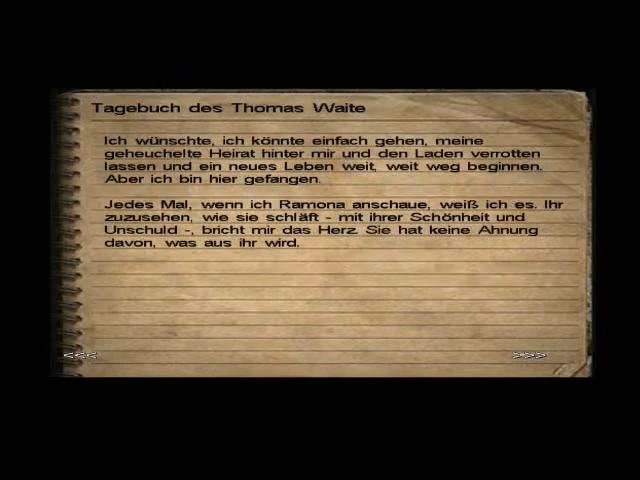 Tagebuch des Thomas Waite
Ich wünschte, ich könnte einfach gehen, meine
geheuchelte Heirat hinter mir und den Laden verrotten
lassen und ein neues Leben weit, weit weg beginnen.
Aber ich bin hier gefangen.
Jedes Mal, wenn ich Ramona anschaue, weiß ich es. Ihr
zuzusehen, wie sie schläft - mit ihrer Schönheit und
Unschuld -, bricht mir das Herz. Sie hat keine Ahnung
davon, was aus ihr wird.
<<< >>>